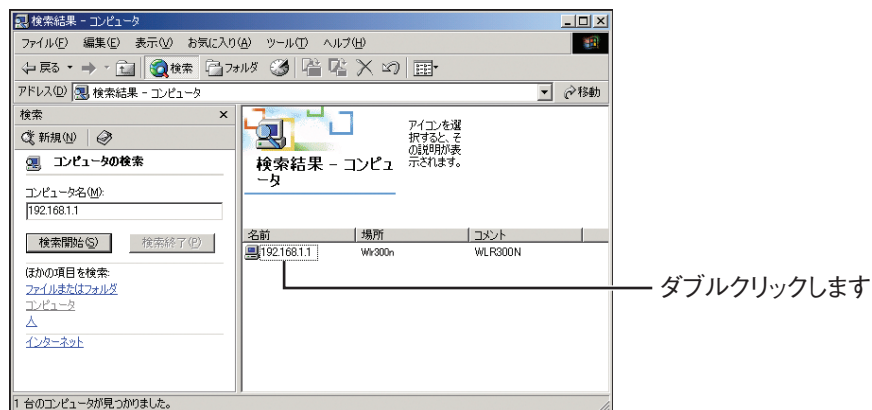 検索結果 - コンピュータ
ファイル(F) 編集(E) 表示(V) お気に入り(A) ツール(T) ヘルプ(H)
戻る 検索 フォルダ
アドレス(D) 検索結果 - コンピュータ 移動
検索
新規(N)
コンピュータの検索
コンピュータ名(M):
192.168.1.1
検索開始(S) 検索終了(P)
ほかの項目を検索:
ファイルまたはフォルダ
コンピュータ
人
インターネット
検索結果 - コンピュ
ータ
アイコンを選
択すると、そ
の説明が表
示されます。
名前 場所 コメント
192.168.1.1 Wlr300n WLR300N
ダブルクリックします
1 台のコンピュータが見つかりました。